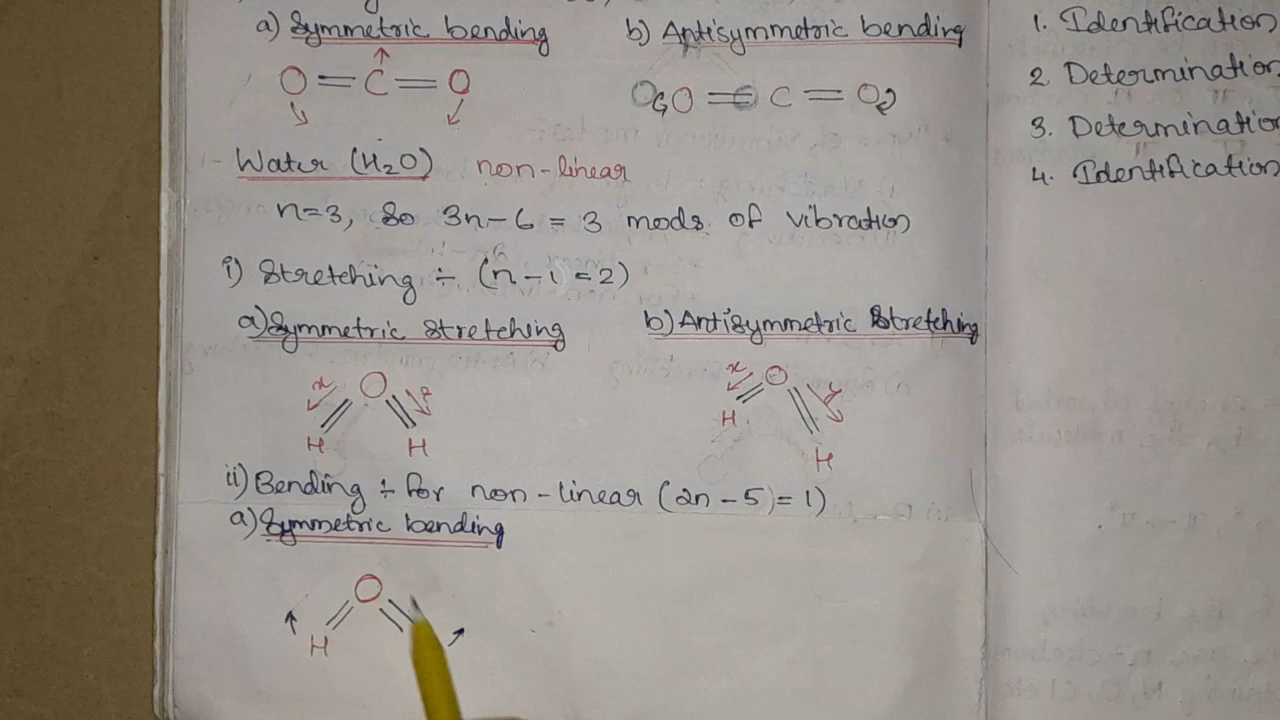 a) Symmetric bending
b) Antisymmetric bending
O = C = O
O = C = O
Water (H₂O) non-linear
n=3, So 3n-6 = 3 mods of vibration
i) Stretching ÷ (n-1 = 2)
a) Symmetric stretching
b) Antisymmetric Stretching
x O
H H
x O
H
H
ii) Bending ÷ for non-linear (2n-5) = 1)
a) Symmetric bending
O
H
1. Identification
2 Determination
3. Determination
4. Identification